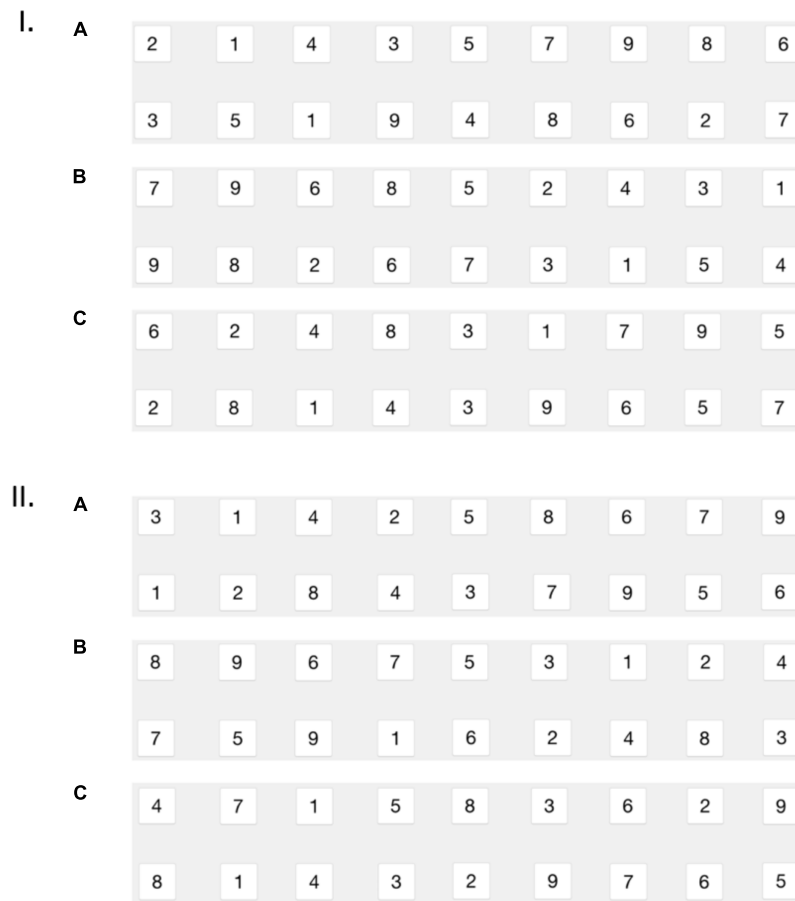 I. A 2 1 4 3 5 7 9 8 6
3 5 1 9 4 8 6 2 7
B 7 9 6 8 5 2 4 3 1
9 8 2 6 7 3 1 5 4
C 6 2 4 8 3 1 7 9 5
2 8 1 4 3 9 6 5 7
II. A 3 1 4 2 5 8 6 7 9
1 2 8 4 3 7 9 5 6
B 8 9 6 7 5 3 1 2 4
7 5 9 1 6 2 4 8 3
C 4 7 1 5 8 3 6 2 9
8 1 4 3 2 9 7 6 5